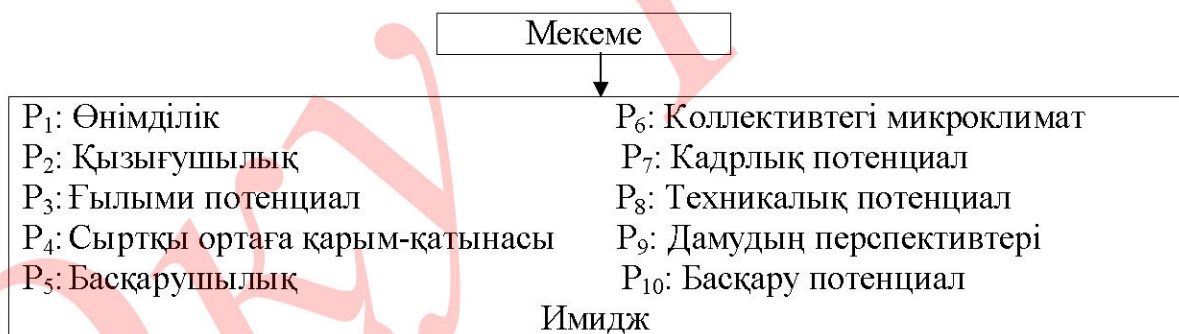 Мекеме
P₁: Өнімділік
P₂: Қызығушылық
P₃: Ғылыми потенциал
P₄: Сыртқы ортаға қарым-қатынасы
P₅: Басқарушылық
P₆: Коллективтегі микроклимат
P₇: Кадрлық потенциал
P₈: Техникалық потенциал
P₉: Дамудың перспективтері
P₁₀: Басқару потенциал
Имидж